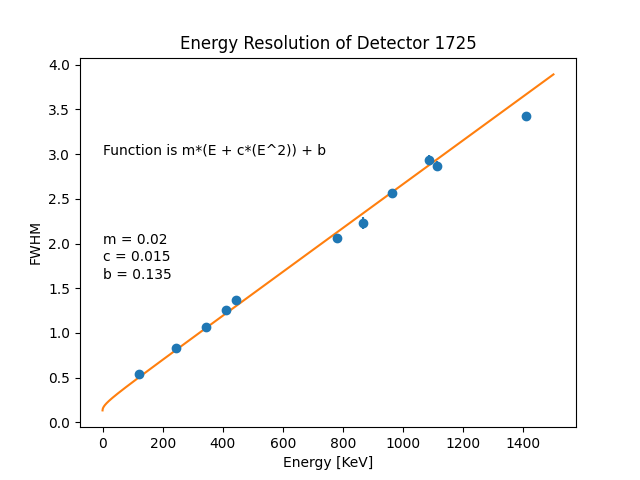 Energy Resolution of Detector 1725
4.0
3.5
Function is m*(E + c*(E^2)) + b
3.0
2.5
FWHM
m = 0.02
2.0
c = 0.015
b = 0.135
1.5
1.0
0.5
0.0
0 200 400 600 800 1000 1200 1400
Energy [KeV]